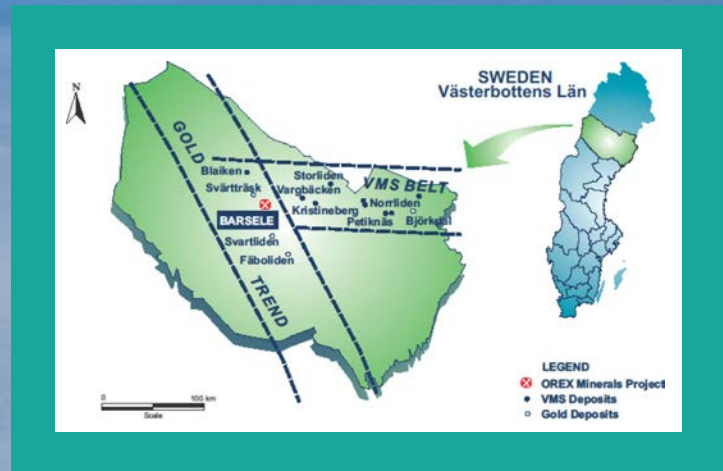 SWEDEN
Västerbottens Län
N
GOLD
TREND
VMS BELT
Blaiken
Storliden
Svärtträsk
Vargbäcken
Norrliden
Kristineberg
BARSELE
Petiknäs
Björkdal
Svartliden
Fäboliden
LEGEND
OREX Minerals Project
VMS Deposits
Gold Deposits
0 100 km
Scale